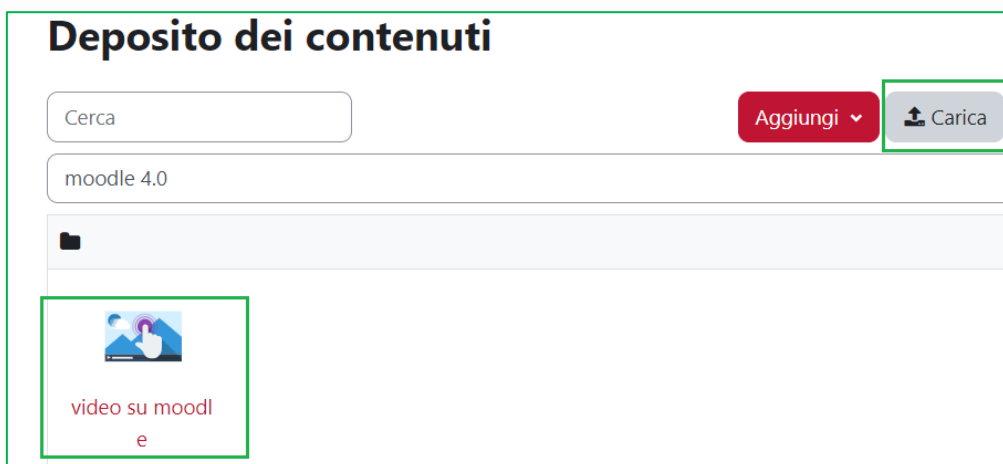 Deposito dei contenuti
Cerca
Aggiungi
Carica
moodle 4.0
video su moodl
e